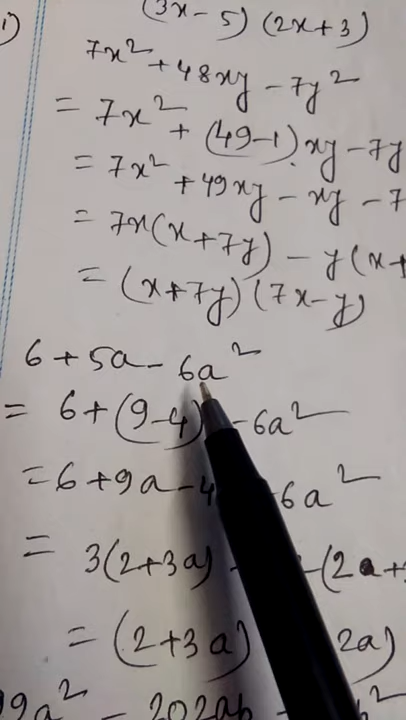 1)
(3x-5) (2x+3)
7x² + 48xy - 7y²
= 7x² + (49-1).xy - 7y
= 7x² + 49xy - xy - 7
= 7x(x+7y) - y(x+
= (x+7y) (7x-y)
6 + 5a - 6a²
= 6 + (9-4) - 6a²
= 6 + 9a - 4 6a²
= 3(2+3a) - (2a+
= (2+3a) 2a)
99a² - 202ab ²